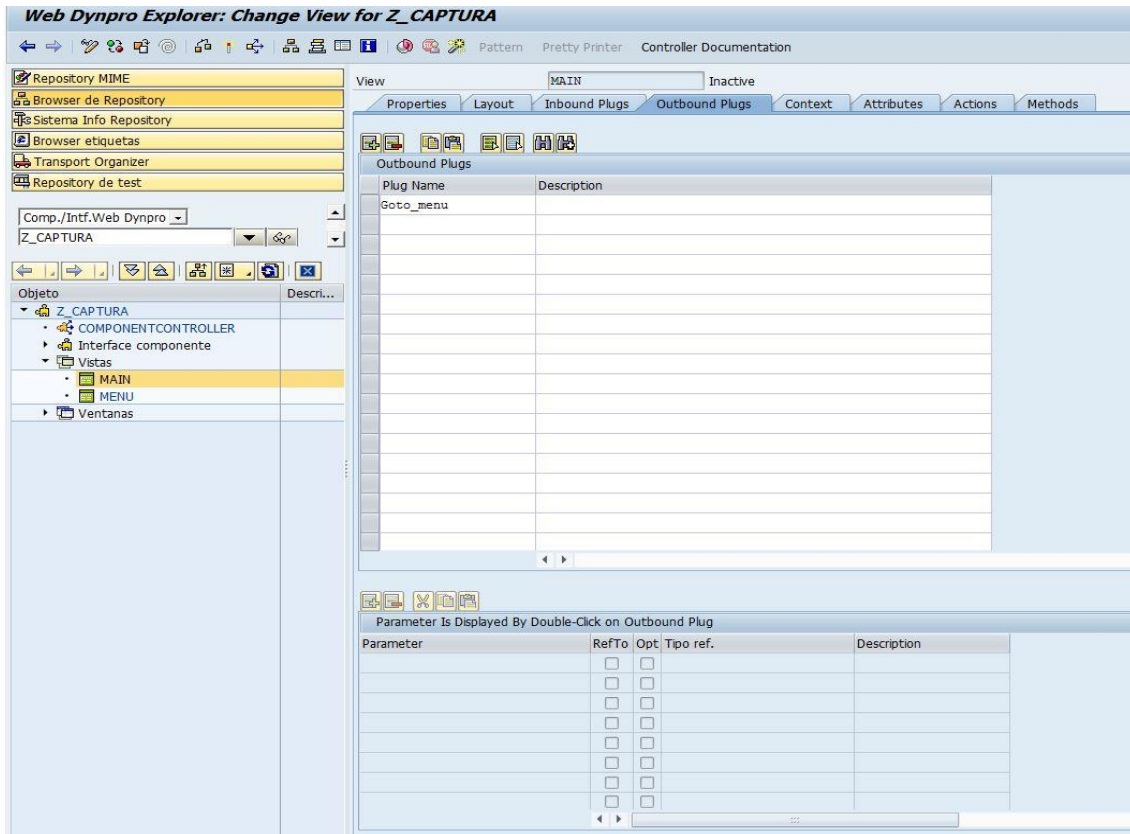 Web Dynpro Explorer: Change View for Z_CAPTURA
Pattern Pretty Printer Controller Documentation
Repository MIME
Browser de Repository
Sistema Info Repository
Browser etiquetas
Transport Organizer
Repository de test
Comp./Intf.Web Dynpro
Z_CAPTURA
Objeto Descri...
Z_CAPTURA
COMPONENTCONTROLLER
Interface componente
Vistas
MAIN
MENU
Ventanas
View MAIN Inactive
Properties Layout Inbound Plugs Outbound Plugs Context Attributes Actions Methods
Outbound Plugs
Plug Name Description
Goto_menu
Parameter Is Displayed By Double-Click on Outbound Plug
Parameter RefTo Opt Tipo ref. Description